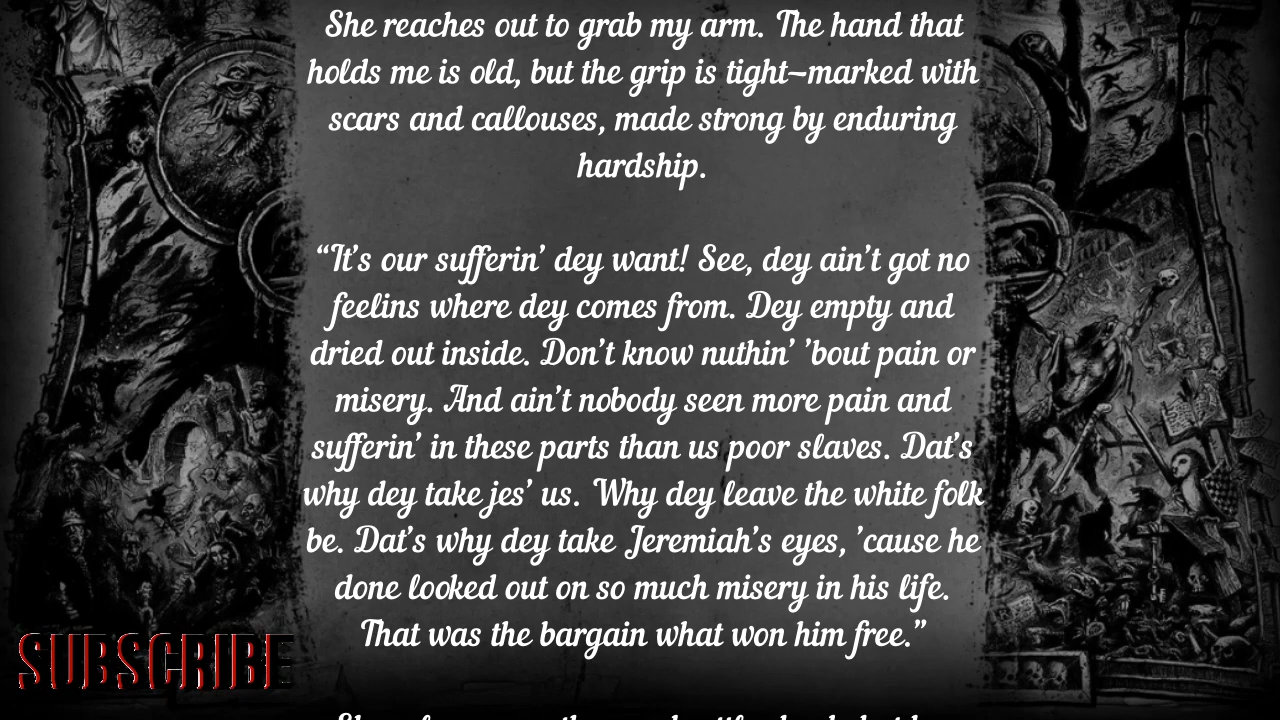 She reaches out to grab my arm. The hand that
holds me is old, but the grip is tight–marked with
scars and callouses, made strong by enduring
hardship.
“It’s our sufferin’ dey want! See, dey ain’t got no
feelins where dey comes from. Dey empty and
dried out inside. Don’t know nuthin’ ’bout pain or
misery. And ain’t nobody seen more pain and
sufferin’ in these parts than us poor slaves. Dat’s
why dey take jes’ us. Why dey leave the white folk
be. Dat’s why dey take Jeremiah’s eyes, ’cause he
done looked out on so much misery in his life.
That was the bargain what won him free.”
SUBSCRIBE